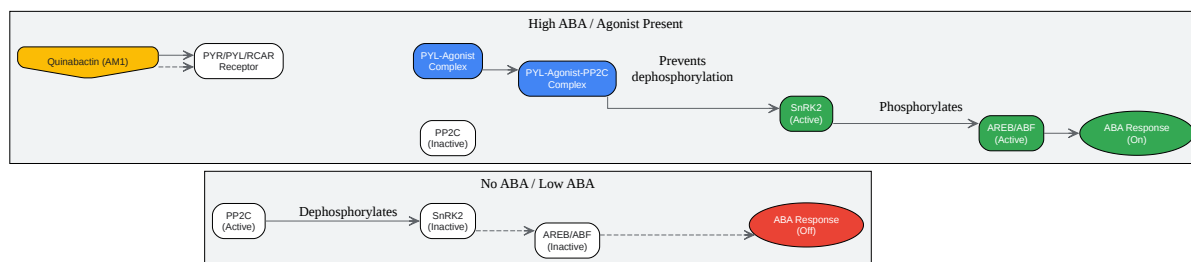 High ABA / Agonist Present
Quinabactin (AM1)
PYR/PYL/RCAR
Receptor
PYL-Agonist
Complex
PYL-Agonist-PP2C
Complex
Prevents
dephosphorylation
PP2C
(Inactive)
SnRK2
(Active)
Phosphorylates
AREB/ABF
(Active)
ABA Response
(On)
No ABA / Low ABA
PP2C
(Active)
Dephosphorylates
SnRK2
(Inactive)
AREB/ABF
(Inactive)
ABA Response
(Off)